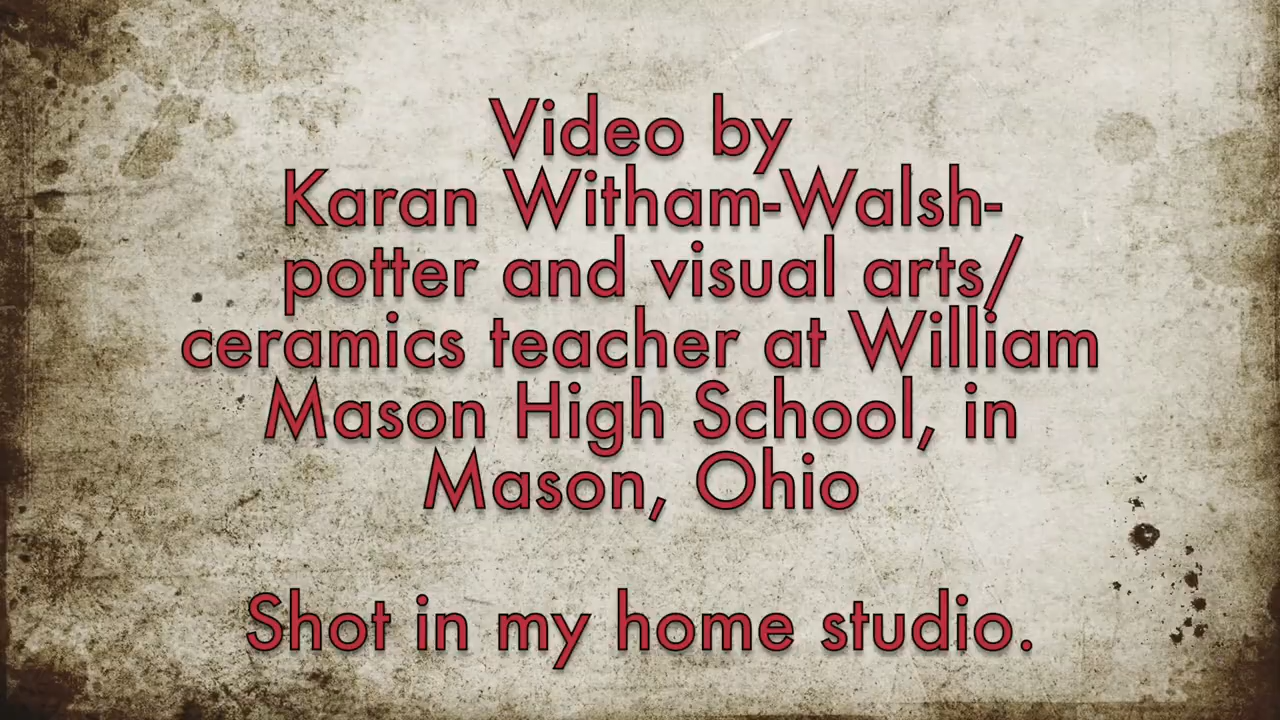 Video by
Karan Witham-Walsh-
potter and visual arts/
ceramics teacher at William
Mason High School, in
Mason, Ohio
Shot in my home studio.